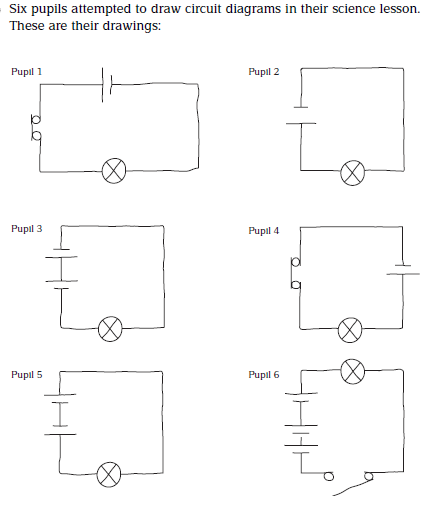 Six pupils attempted to draw circuit diagrams in their science lesson.
These are their drawings:
Pupil 1
Pupil 2
Pupil 3
Pupil 4
Pupil 5
Pupil 6